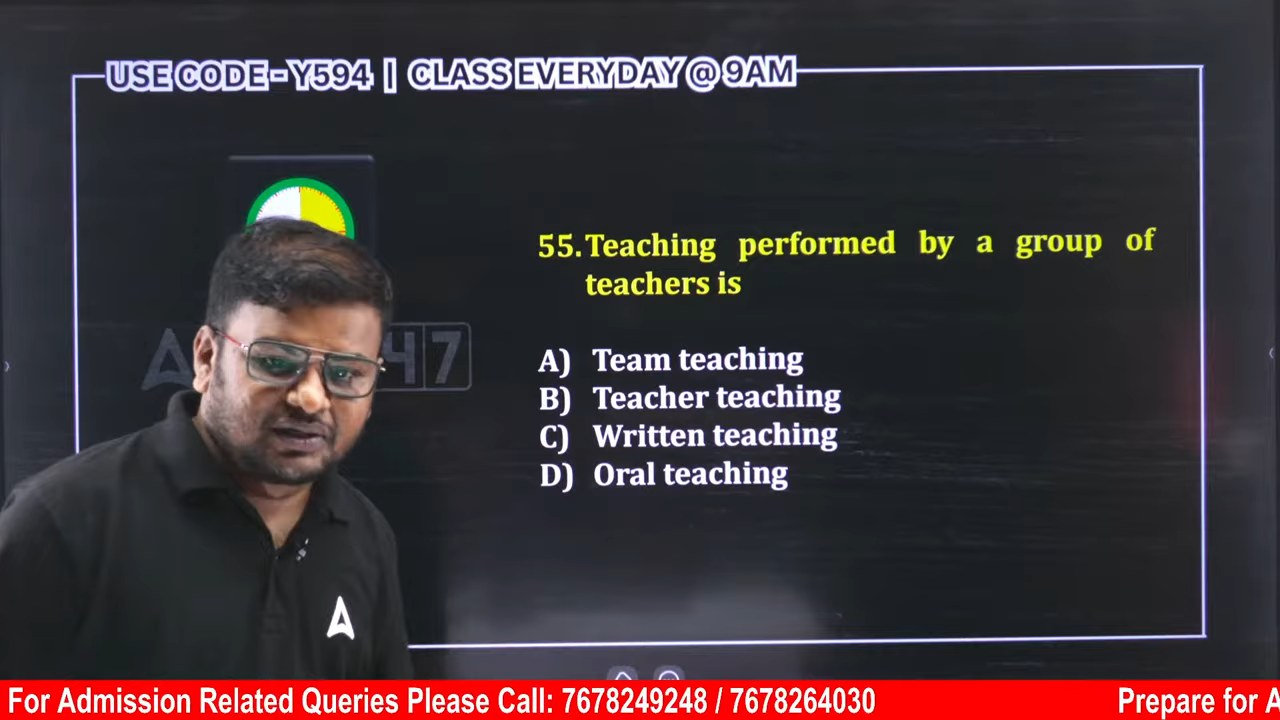 USE CODE - Y594 | CLASS EVERYDAY @ 9AM
55. Teaching performed by a group of
teachers is
A) Team teaching
B) Teacher teaching
C) Written teaching
D) Oral teaching
For Admission Related Queries Please Call: 7678249248 / 7678264030
Prepare for